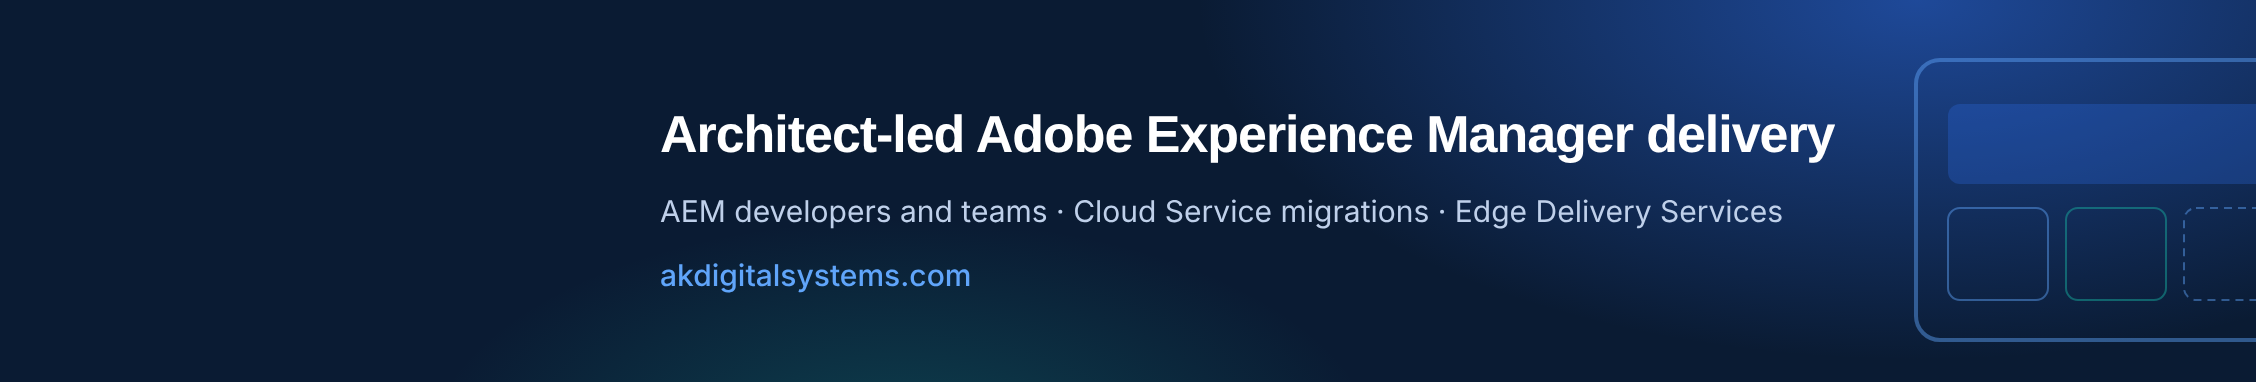 Architect-led Adobe Experience Manager delivery
AEM developers and teams · Cloud Service migrations · Edge Delivery Services
akdigitalsystems.com